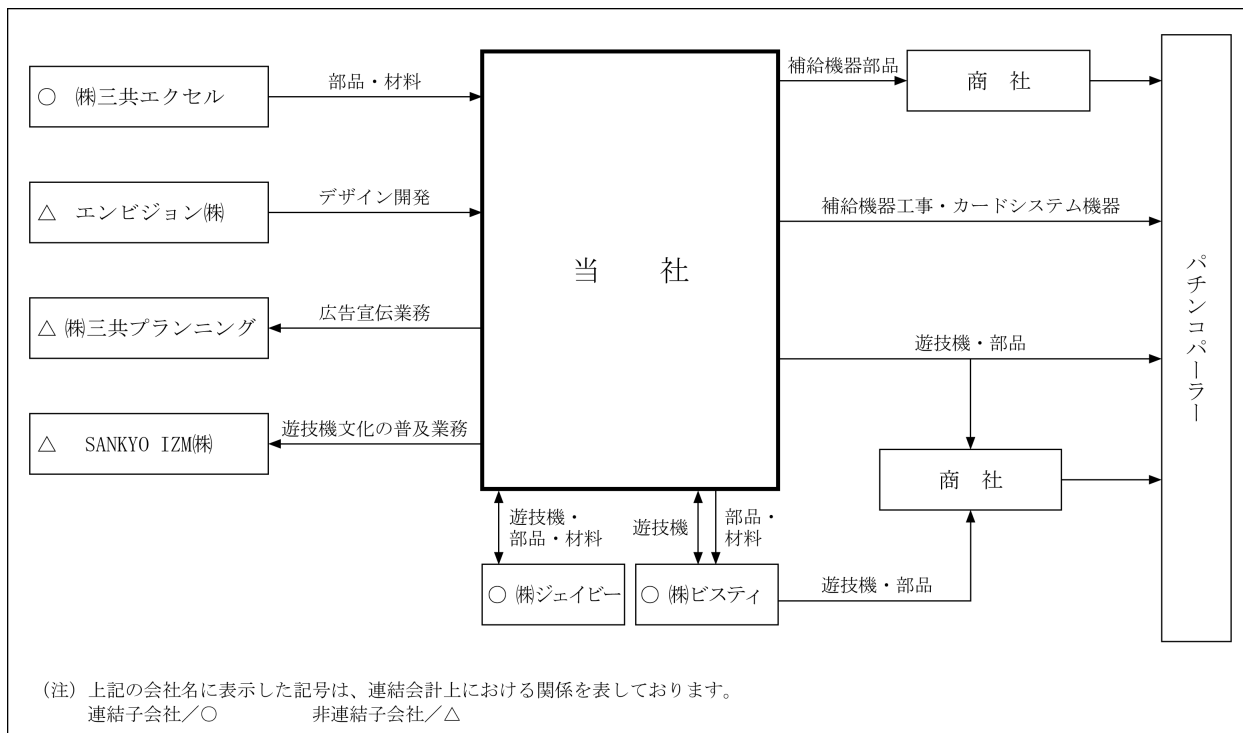 ○ ㈱三共エクセル
部品・材料
△ エンビジョン㈱
デザイン開発
△ ㈱三共プランニング
広告宣伝業務
△ SANKYO IZM㈱
遊技機文化の普及業務
当 社
補給機器部品
商 社
補給機器工事・カードシステム機器
遊技機・部品
商 社
パチンコパーラー
遊技機・
部品・材料
遊技機
部品・
材料
○ ㈱ジェイビー
○ ㈱ビスティ
遊技機・部品
（注）上記の会社名に表示した記号は、連結会計上における関係を表しております。
連結子会社／○ 非連結子会社／△